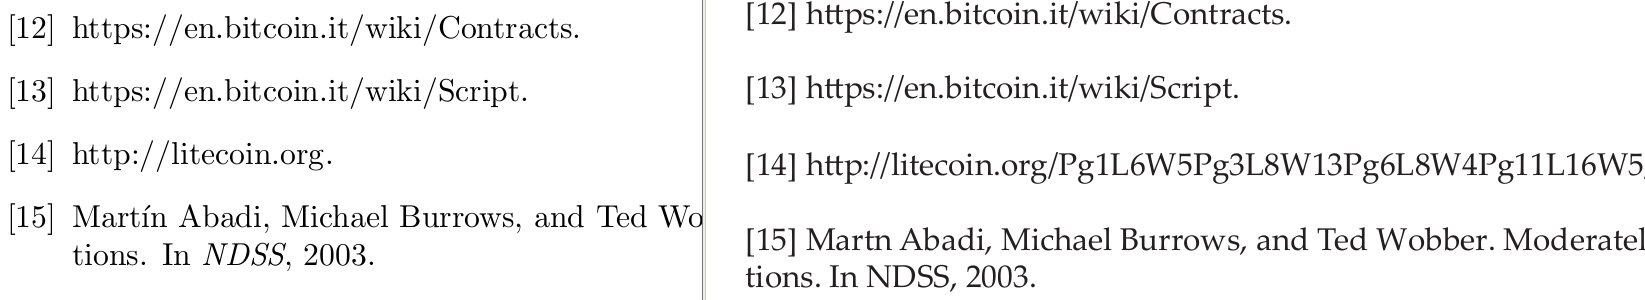 [12] https://en.bitcoin.it/wiki/Contracts.
[13] https://en.bitcoin.it/wiki/Script.
[14] http://litecoin.org.
[15] Martín Abadi, Michael Burrows, and Ted Wo
tions. In NDSS, 2003.
[12] https://en.bitcoin.it/wiki/Contracts.
[13] https://en.bitcoin.it/wiki/Script.
[14] http://litecoin.org/Pg1L6W5Pg3L8W13Pg6L8W4Pg11L16W5
[15] Martn Abadi, Michael Burrows, and Ted Wobber. Moderatel
tions. In NDSS, 2003.